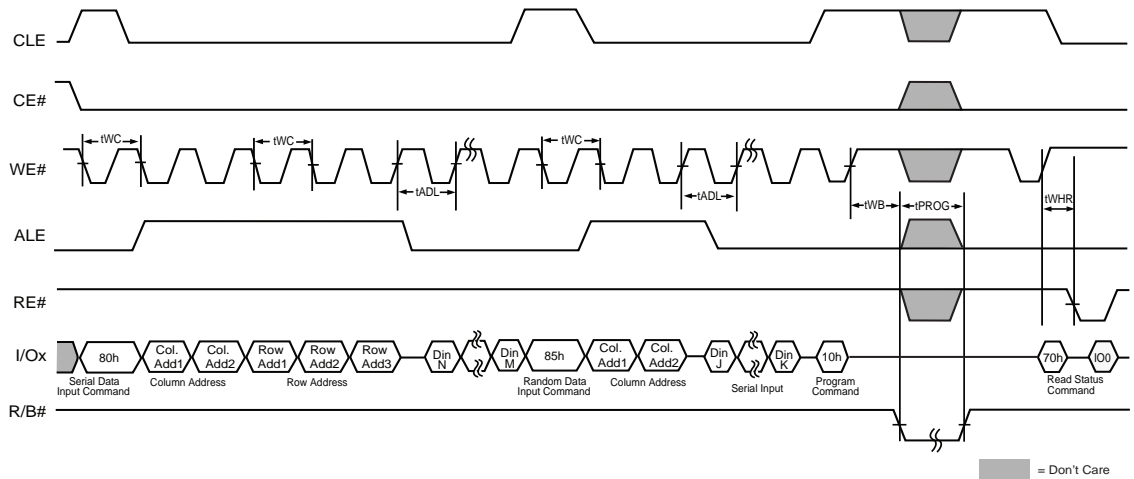 CLE
CE#
tWC
tWC
tWC
WE#
tADL
tADL
tWB
tPROG
tWHR
ALE
RE#
I/Ox
80h
Col. Add1
Col. Add2
Row Add1
Row Add2
Row Add3
Din N
Din M
85h
Col. Add1
Col. Add2
Din J
Din K
10h
70h
IO0
Serial Data
Input Command
Column Address
Row Address
Random Data
Input Command
Column Address
Serial Input
Program
Command
Read Status
Command
R/B#
= Don't Care